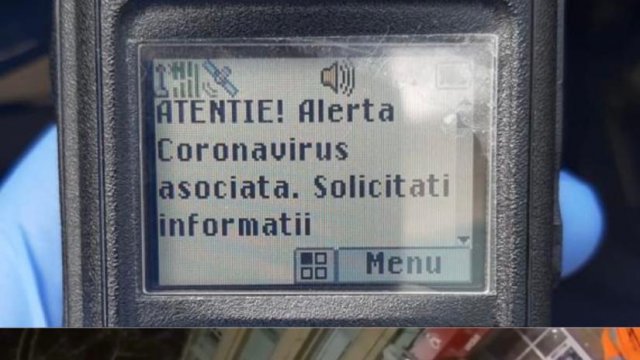 ATENTIE! Alerta
Coronavirus
asociata. Solicitati
informatii
Menu